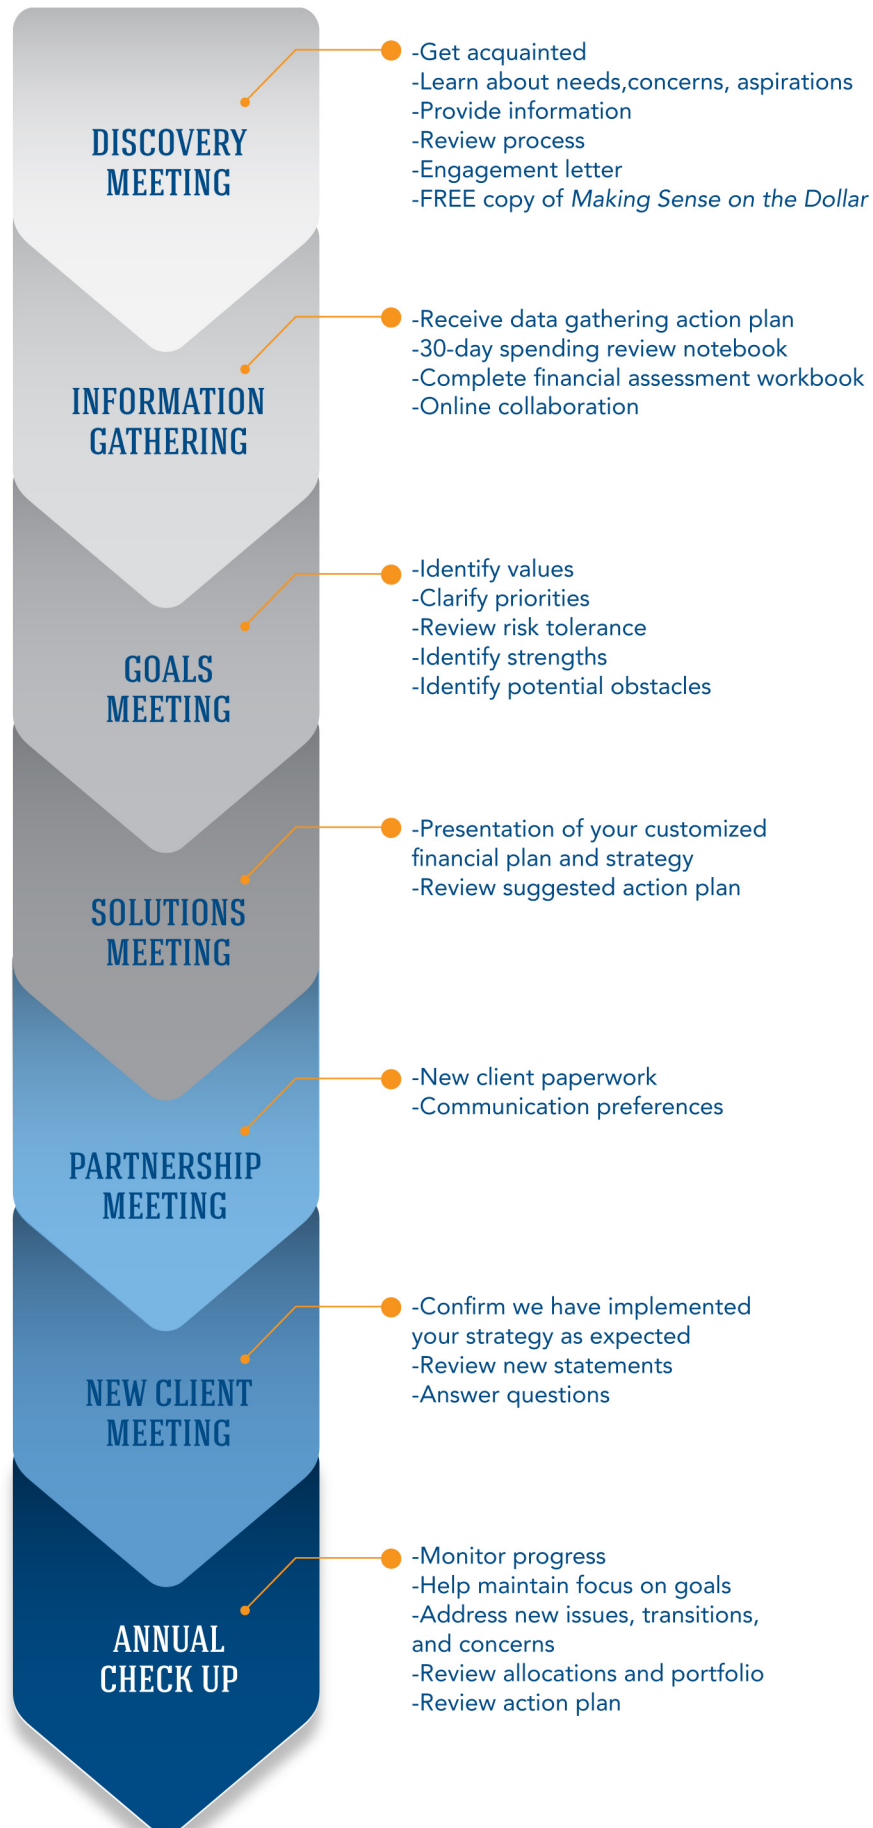 DISCOVERY
MEETING
-Get acquainted
-Learn about needs,concerns, aspirations
-Provide information
-Review process
-Engagement letter
-FREE copy of Making Sense on the Dollar
INFORMATION
GATHERING
-Receive data gathering action plan
-30-day spending review notebook
-Complete financial assessment workbook
-Online collaboration
GOALS
MEETING
-Identify values
-Clarify priorities
-Review risk tolerance
-Identify strengths
-Identify potential obstacles
SOLUTIONS
MEETING
-Presentation of your customized
financial plan and strategy
-Review suggested action plan
PARTNERSHIP
MEETING
-New client paperwork
-Communication preferences
NEW CLIENT
MEETING
-Confirm we have implemented
your strategy as expected
-Review new statements
-Answer questions
ANNUAL
CHECK UP
-Monitor progress
-Help maintain focus on goals
-Address new issues, transitions,
and concerns
-Review allocations and portfolio
-Review action plan